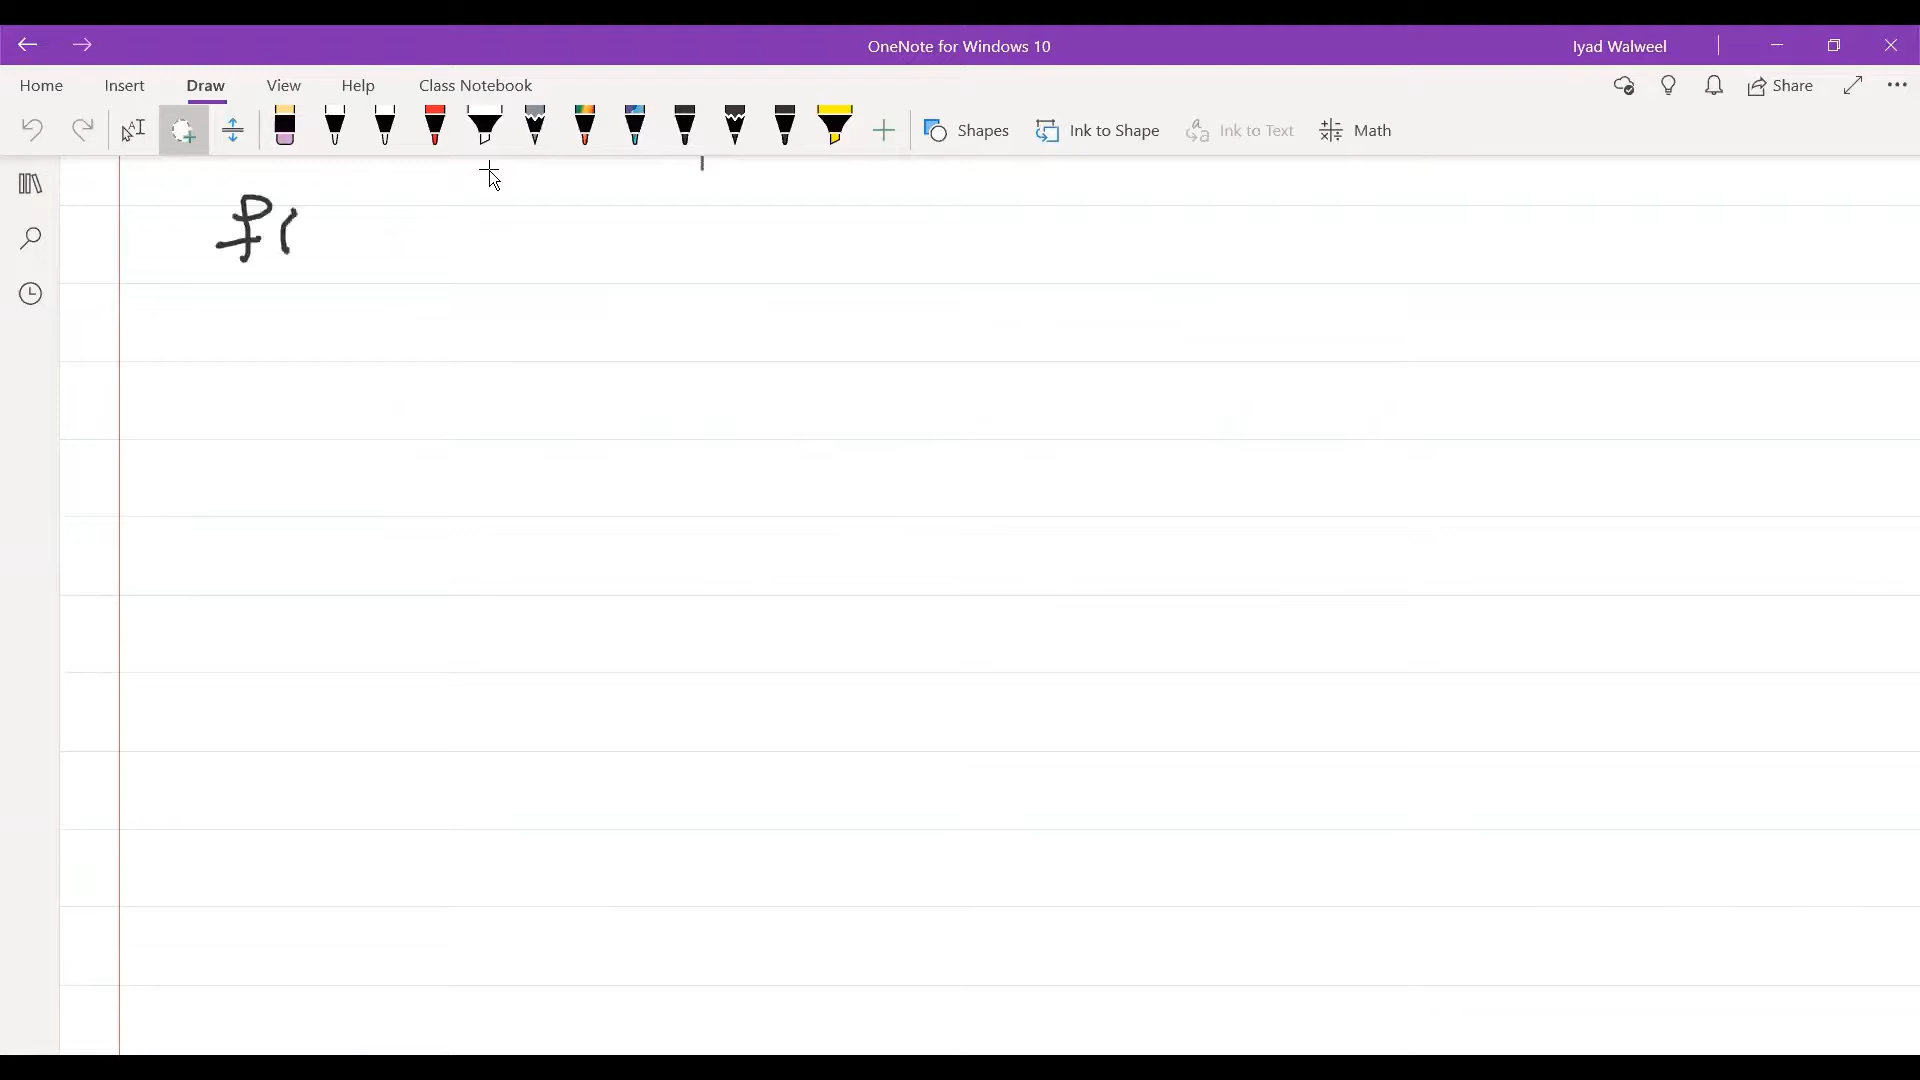 OneNote for Windows 10
Iyad Walweel
Home Insert Draw View Help Class Notebook Share
Shapes Ink to Shape Ink to Text Math
f(